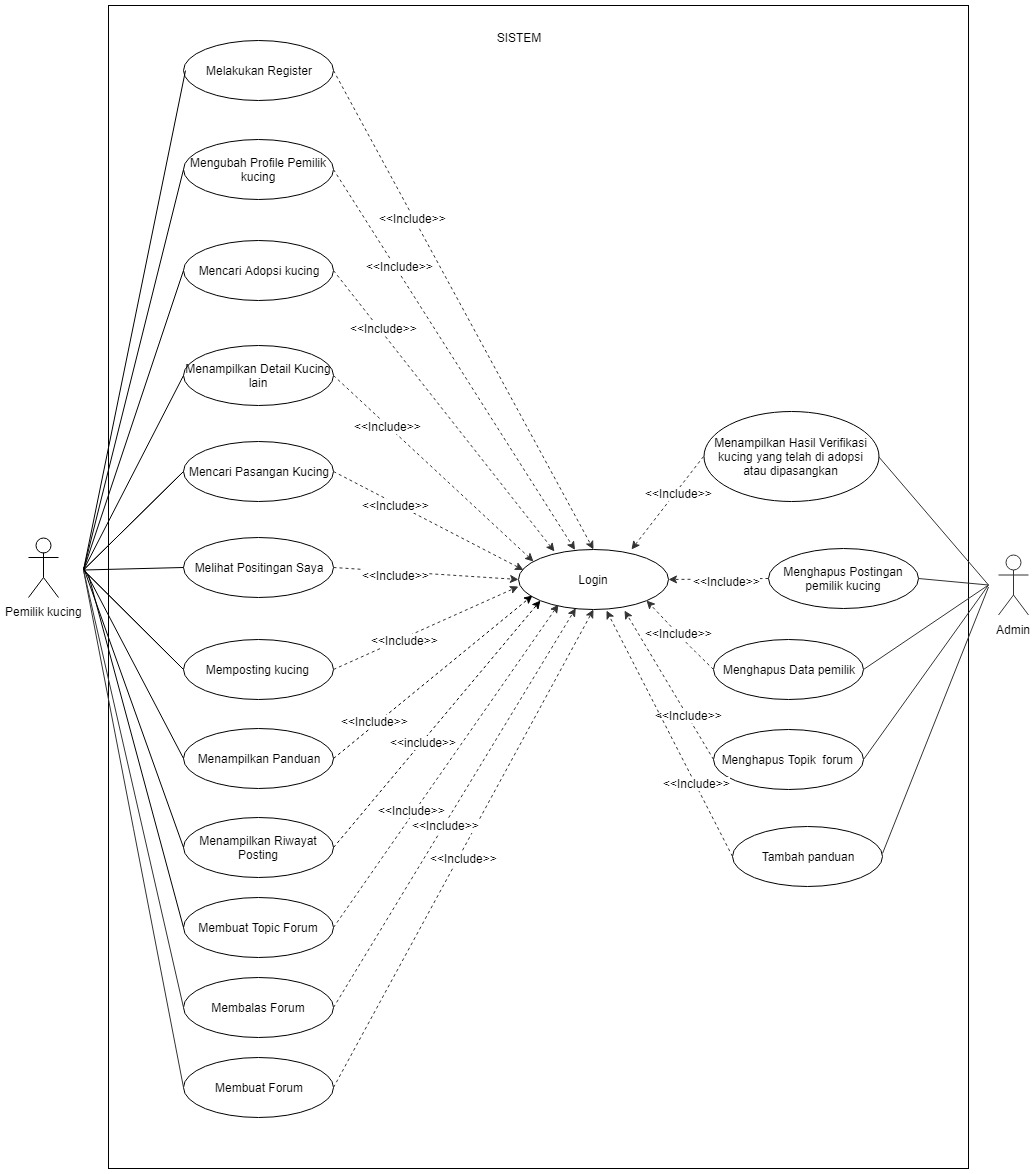 SISTEM
Melakukan Register
Mengubah Profile Pemilik
kucing
<<Include>>
<<Include>>
Mencari Adopsi kucing
<<Include>>
Menampilkan Detail Kucing
lain
<<Include>>
Mencari Pasangan Kucing
<<Include>>
Melihat Positingan Saya
<<Include>>
Pemilik kucing
Memposting kucing
<<Include>>
Menampilkan Panduan
<<Include>>
<<include>>
Menampilkan Riwayat
Posting
<<Include>>
<<Include>>
<<Include>>
Membuat Topic Forum
Membalas Forum
Membuat Forum
Login
Menampilkan Hasil Verifikasi
kucing yang telah di adopsi
atau dipasangkan
<<Include>>
Menghapus Postingan
pemilik kucing
<<Include>>
Admin
<<Include>>
Menghapus Data pemilik
<<Include>>
Menghapus Topik  forum
<<Include>>
Tambah panduan